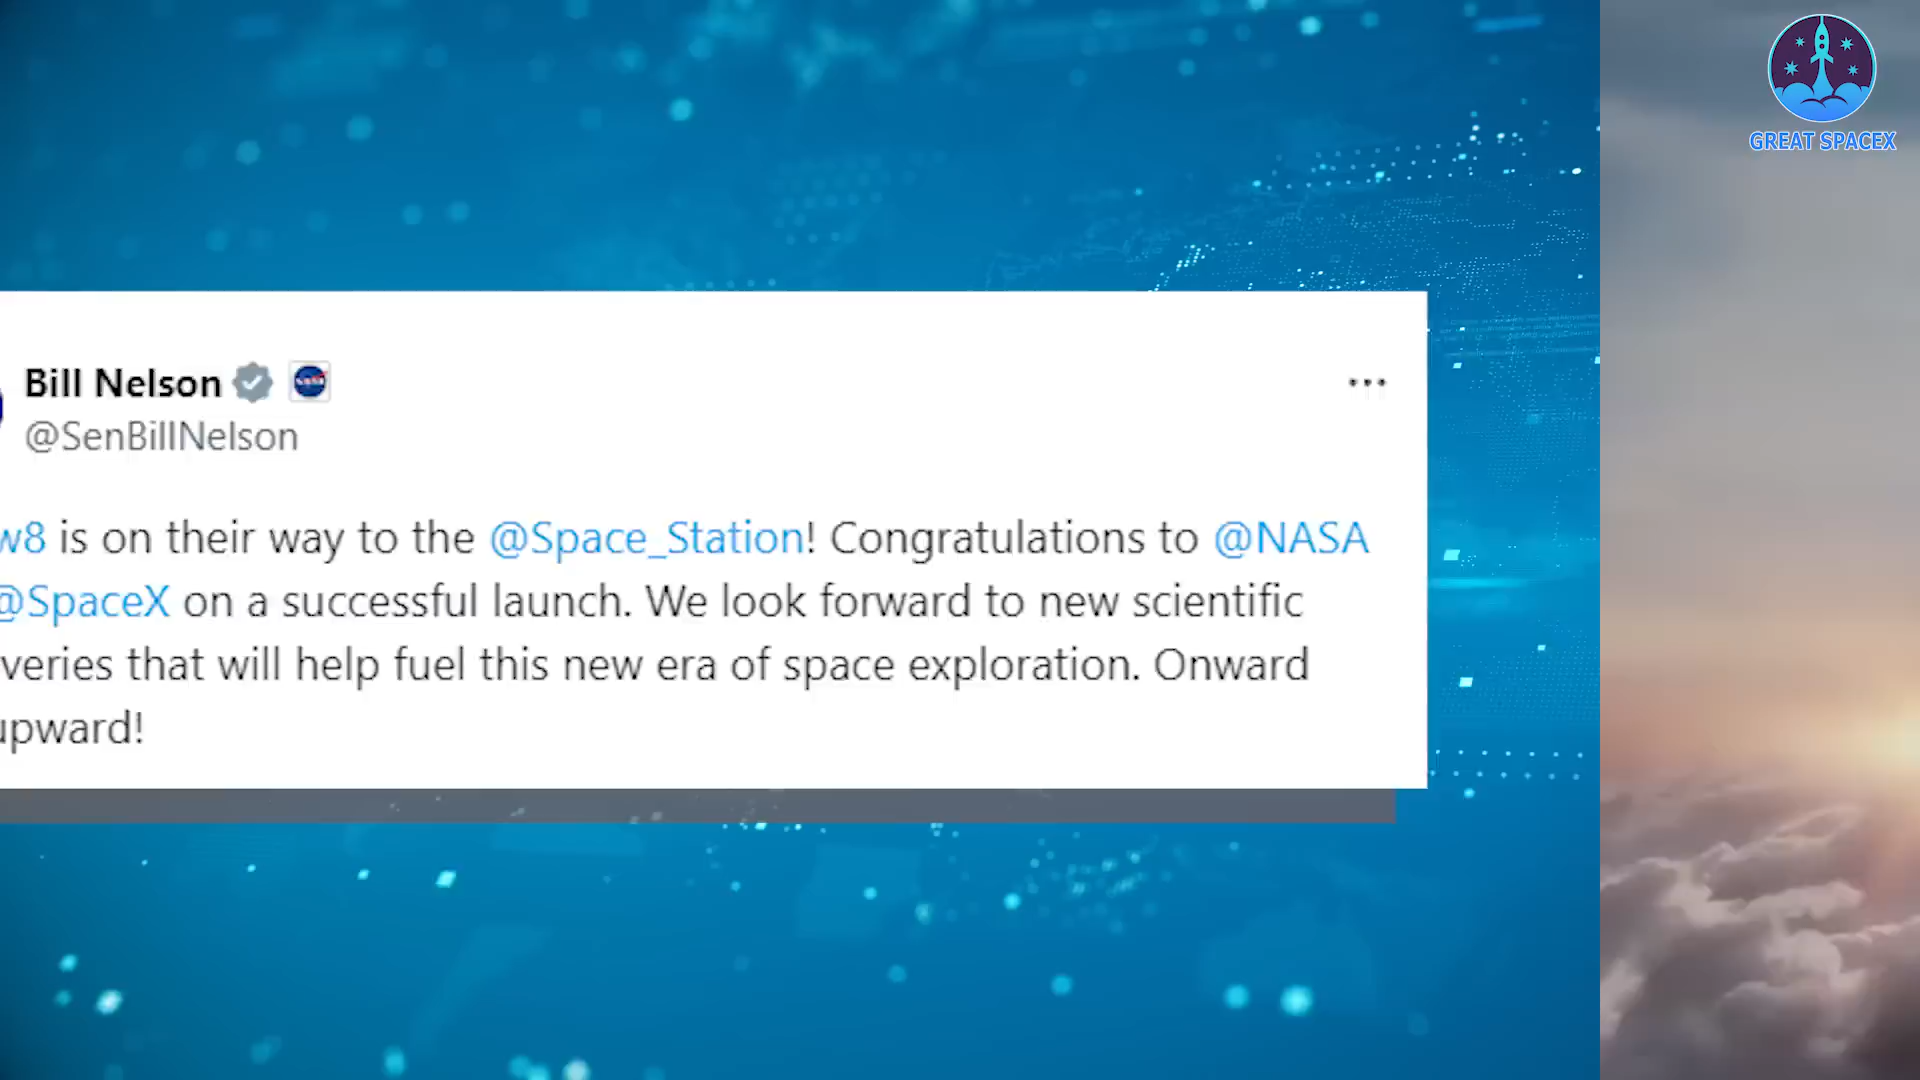 GREAT SPACEX
Bill Nelson
@SenBillNelson
w8 is on their way to the @Space_Station! Congratulations to @NASA
@SpaceX on a successful launch. We look forward to new scientific
veries that will help fuel this new era of space exploration. Onward
upward!